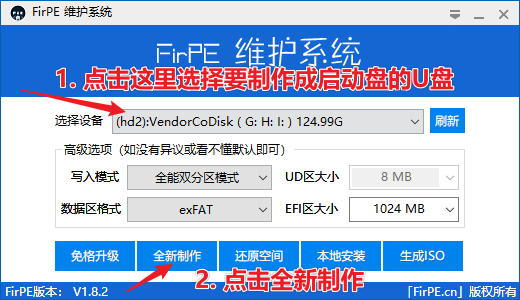 FirPE 维护系统
FirPE 维护系统
1. 点击这里选择要制作成启动盘的U盘
选择设备 (hd2):VendorCoDisk ( G: H: I: ) 124.99G 刷新
高级选项（如没有异议或看不懂默认即可）
写入模式 全能双分区模式 UD区大小 8 MB
数据区格式 exFAT EFI区大小 1024 MB
免格升级 全新制作 还原空间 本地安装 生成ISO
2. 点击全新制作
FirPE版本： V1.8.2 「FirPE.cn」版权所有